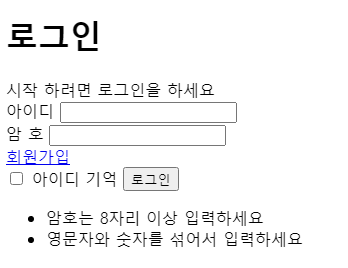 로그인
시작 하려면 로그인을 하세요
아이디
암 호
회원가입
아이디 기억 로그인
암호는 8자리 이상 입력하세요
영문자와 숫자를 섞어서 입력하세요